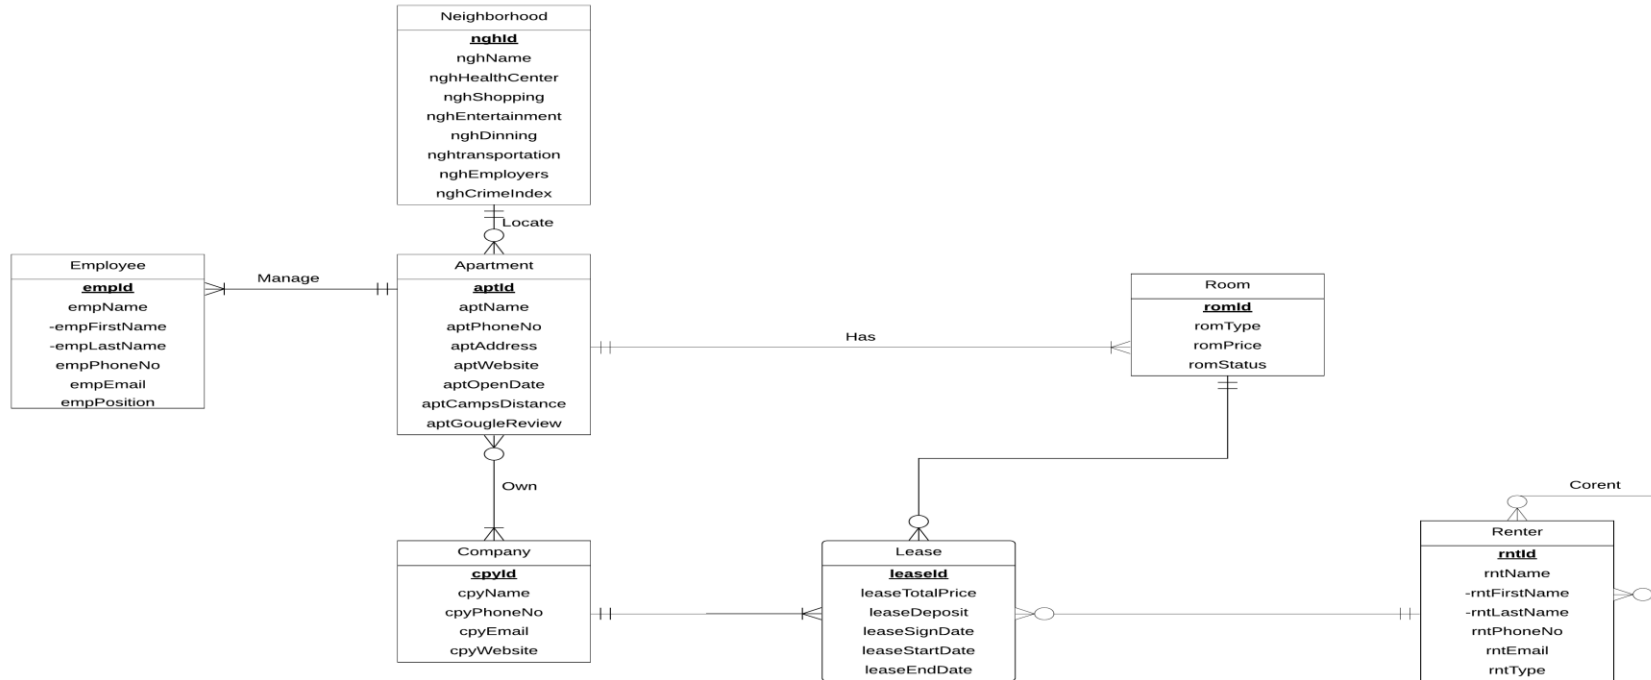 Neighborhood
nghId
nghName
nghHealthCenter
nghShopping
nghEntertainment
nghDinning
nghtransportation
nghEmployers
nghCrimeIndex
Locate
Employee
empId
empName
-empFirstName
-empLastName
empPhoneNo
empEmail
empPosition
Manage
Apartment
aptId
aptName
aptPhoneNo
aptAddress
aptWebsite
aptOpenDate
aptCampsDistance
aptGougleReview
Has
Room
romId
romType
romPrice
romStatus
Own
Company
cpyId
cpyName
cpyPhoneNo
cpyEmail
cpyWebsite
Lease
leaseId
leaseTotalPrice
leaseDeposit
leaseSignDate
leaseStartDate
leaseEndDate
Corent
Renter
rntId
rntName
-rntFirstName
-rntLastName
rntPhoneNo
rntEmail
rntType